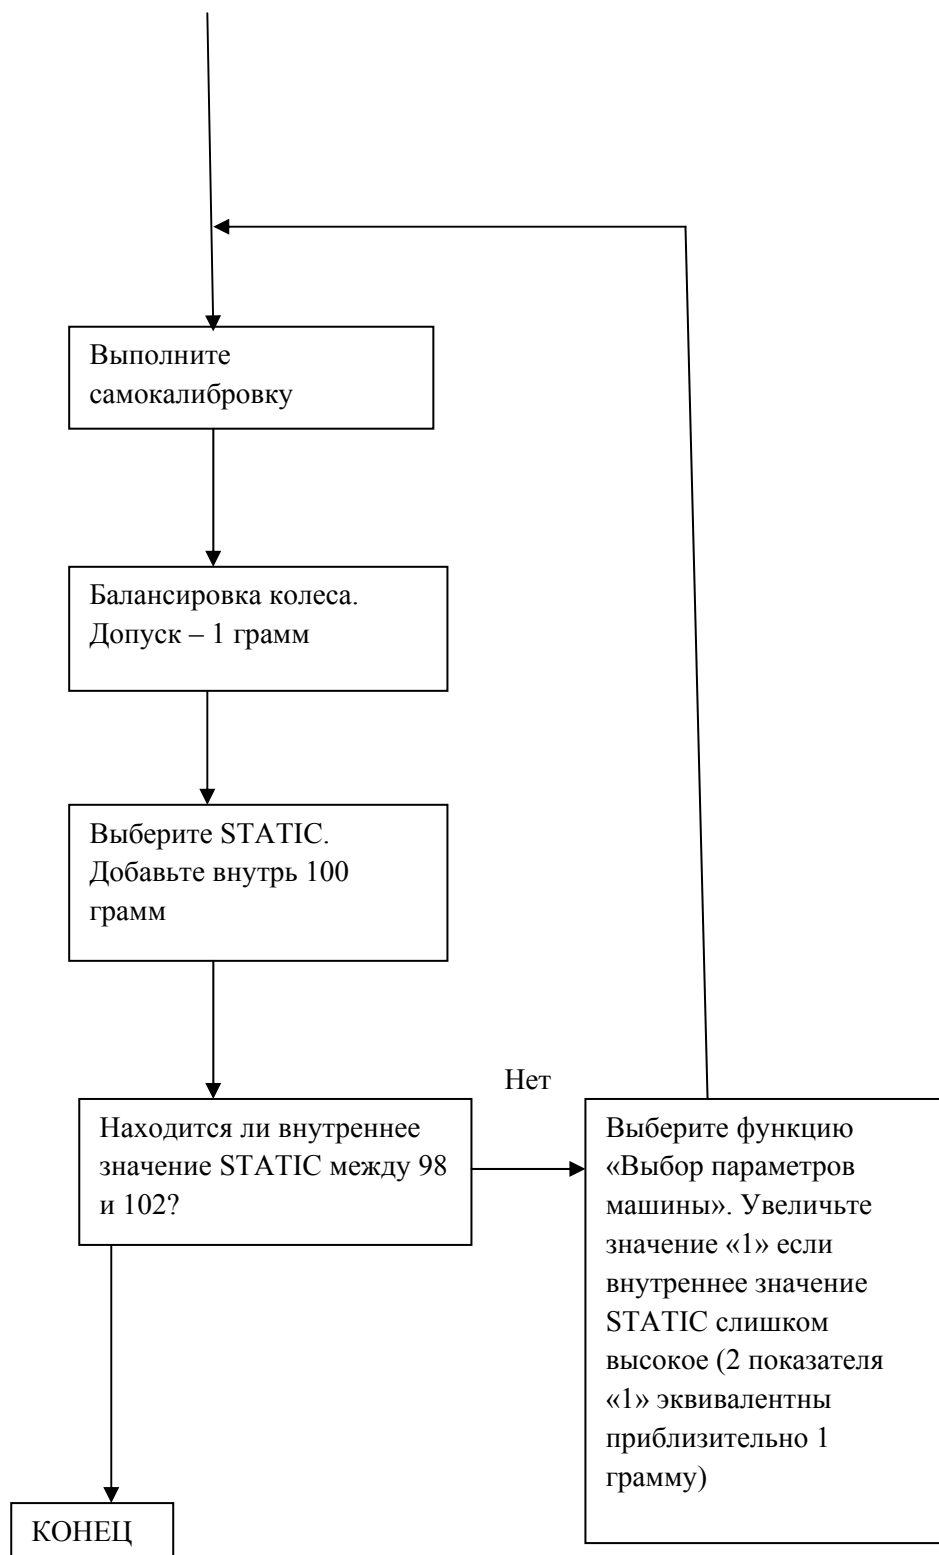 Выполните
самокалибровку
Балансировка колеса.
Допуск – 1 грамм
Выберите STATIC.
Добавьте внутрь 100
грамм
Нет
Находится ли внутреннее
значение STATIC между 98
и 102?
Выберите функцию
«Выбор параметров
машины». Увеличьте
значение «1» если
внутреннее значение
STATIC слишком
высокое (2 показателя
«1» эквивалентны
приблизительно 1
грамму)
КОНЕЦ